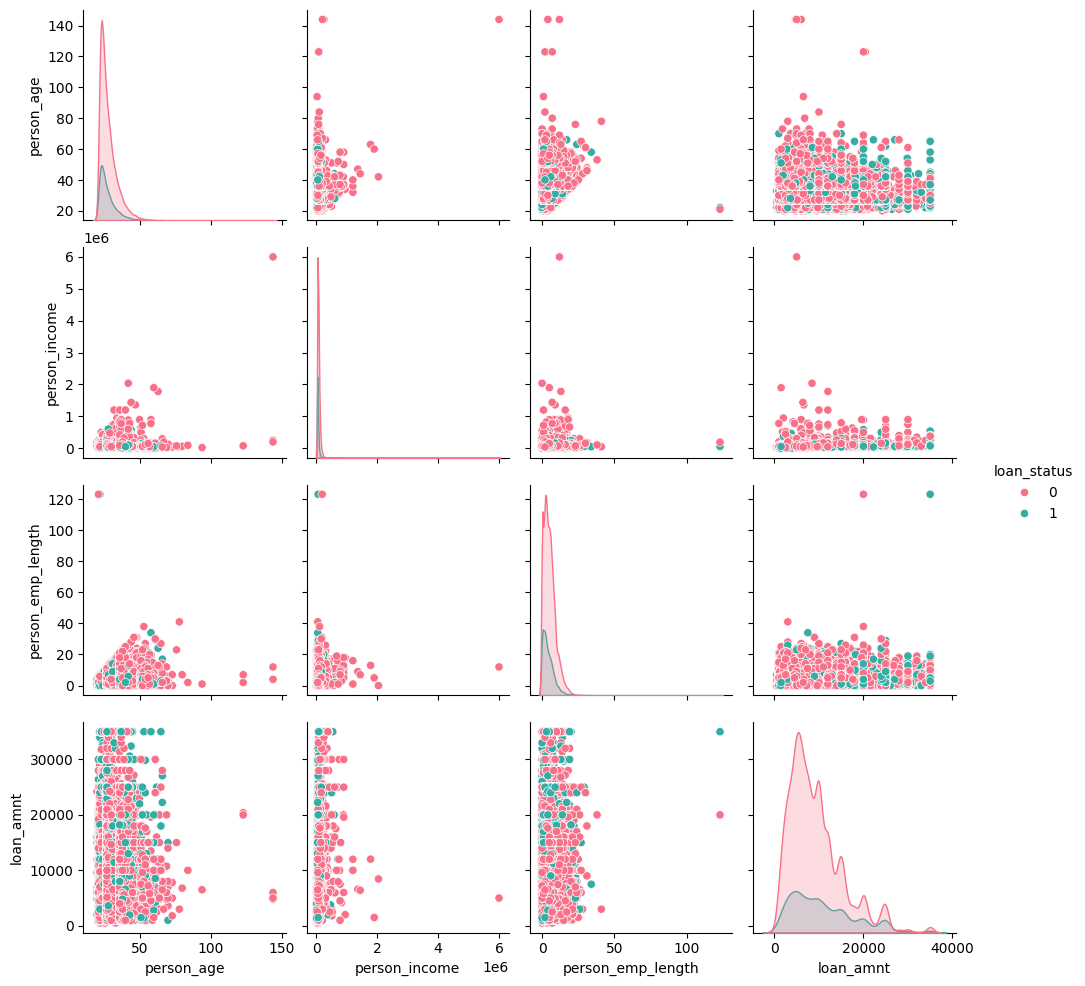 140
120
100
80
60
40
20
person_age
1e6
6
5
4
3
2
1
0
person_income
loan_status
0
1
120
100
80
60
40
20
0
person_emp_length
30000
20000
10000
0
loan_amnt
50 100 150
0 2 4 6
0 50 100
0 20000 40000
1e6
person_age person_income person_emp_length loan_amnt